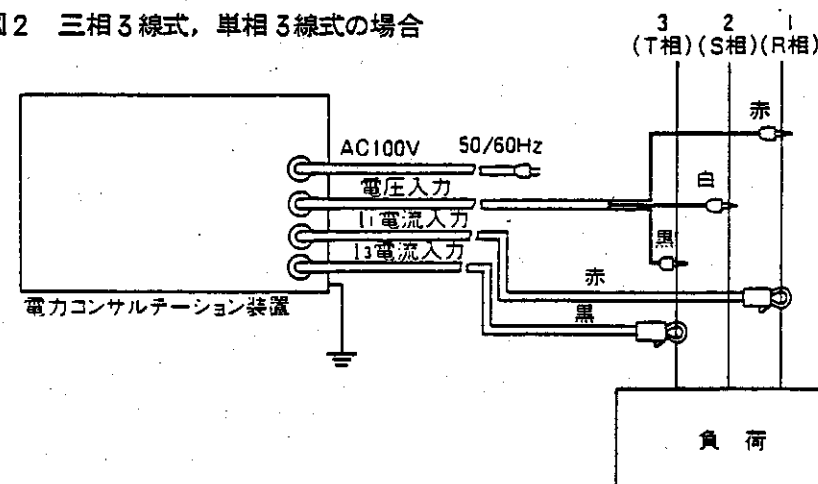 図2 三相3線式，単相3線式の場合
3 2 1
(T相)(S相)(R相)
赤
AC100V 50/60Hz
電圧入力
白
I₁電流入力
黒
I₃電流入力
赤
電力コンサルテーション装置
黒
負荷